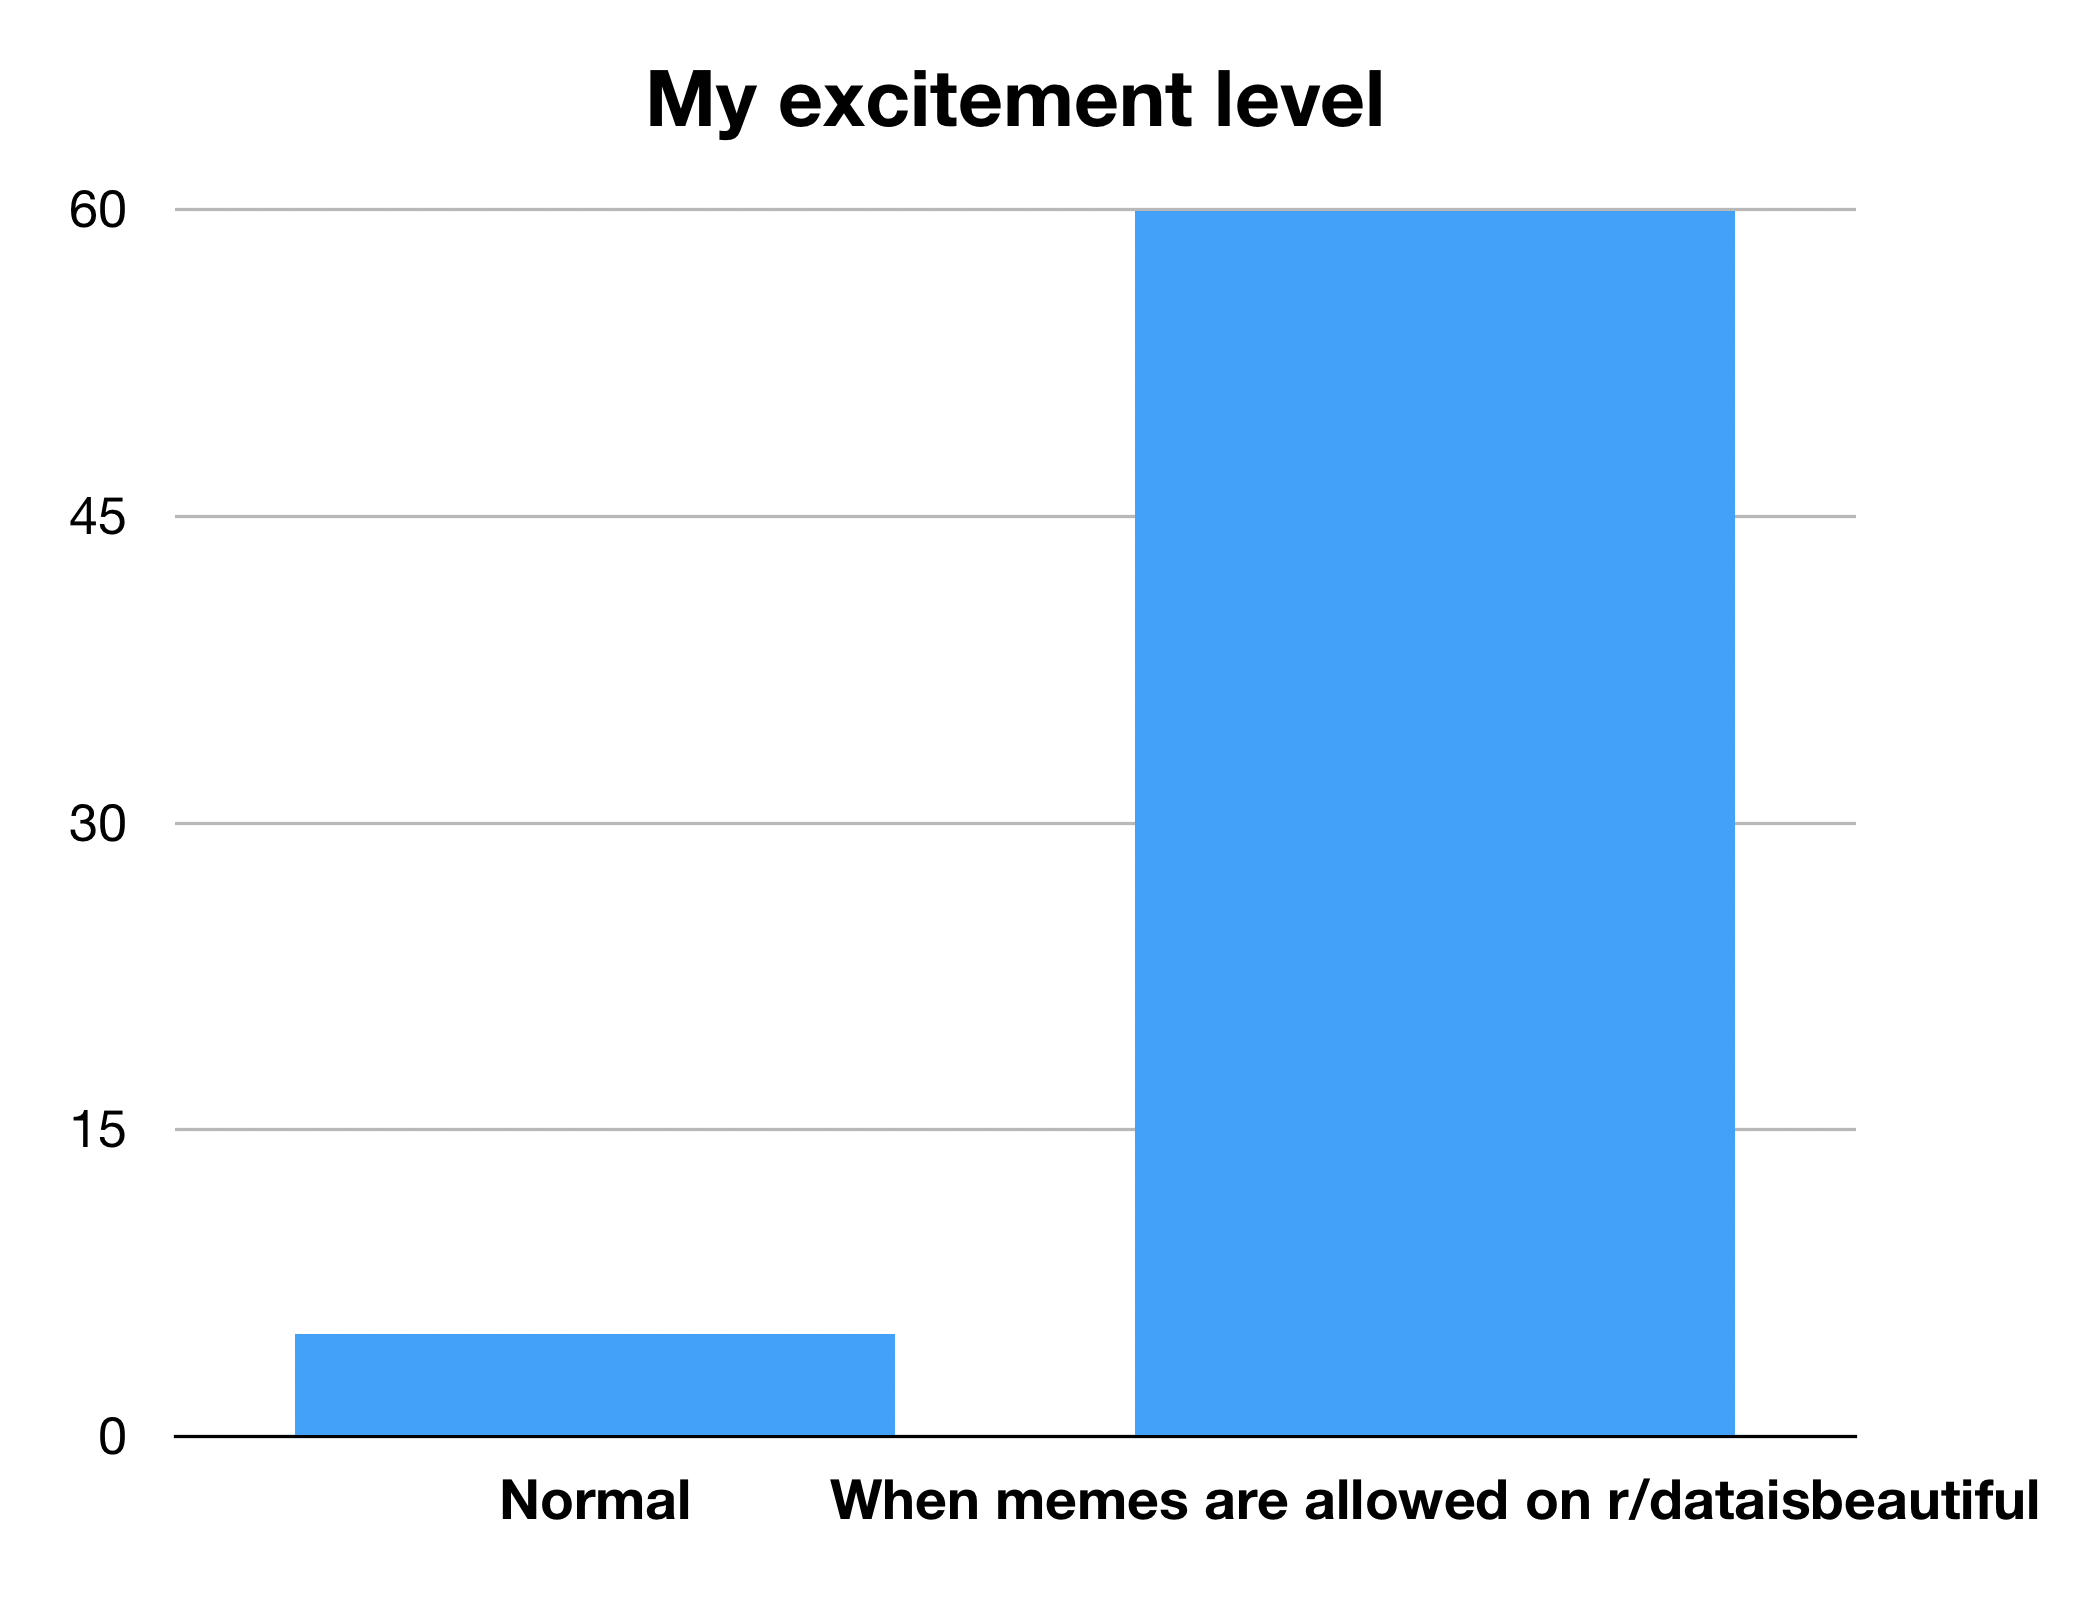 My excitement level
60
45
30
15
0
Normal
When memes are allowed on r/dataisbeautiful